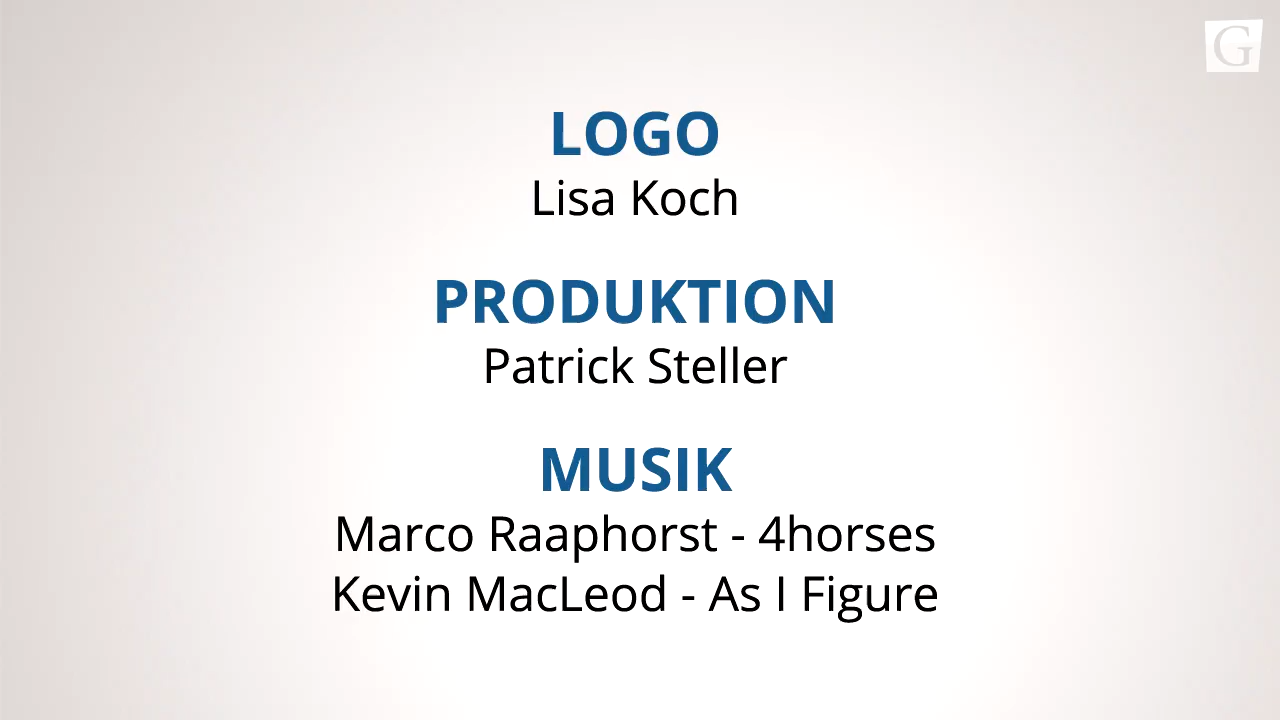 G
LOGO
Lisa Koch
PRODUKTION
Patrick Steller
MUSIK
Marco Raaphorst - 4horses
Kevin MacLeod - As I Figure